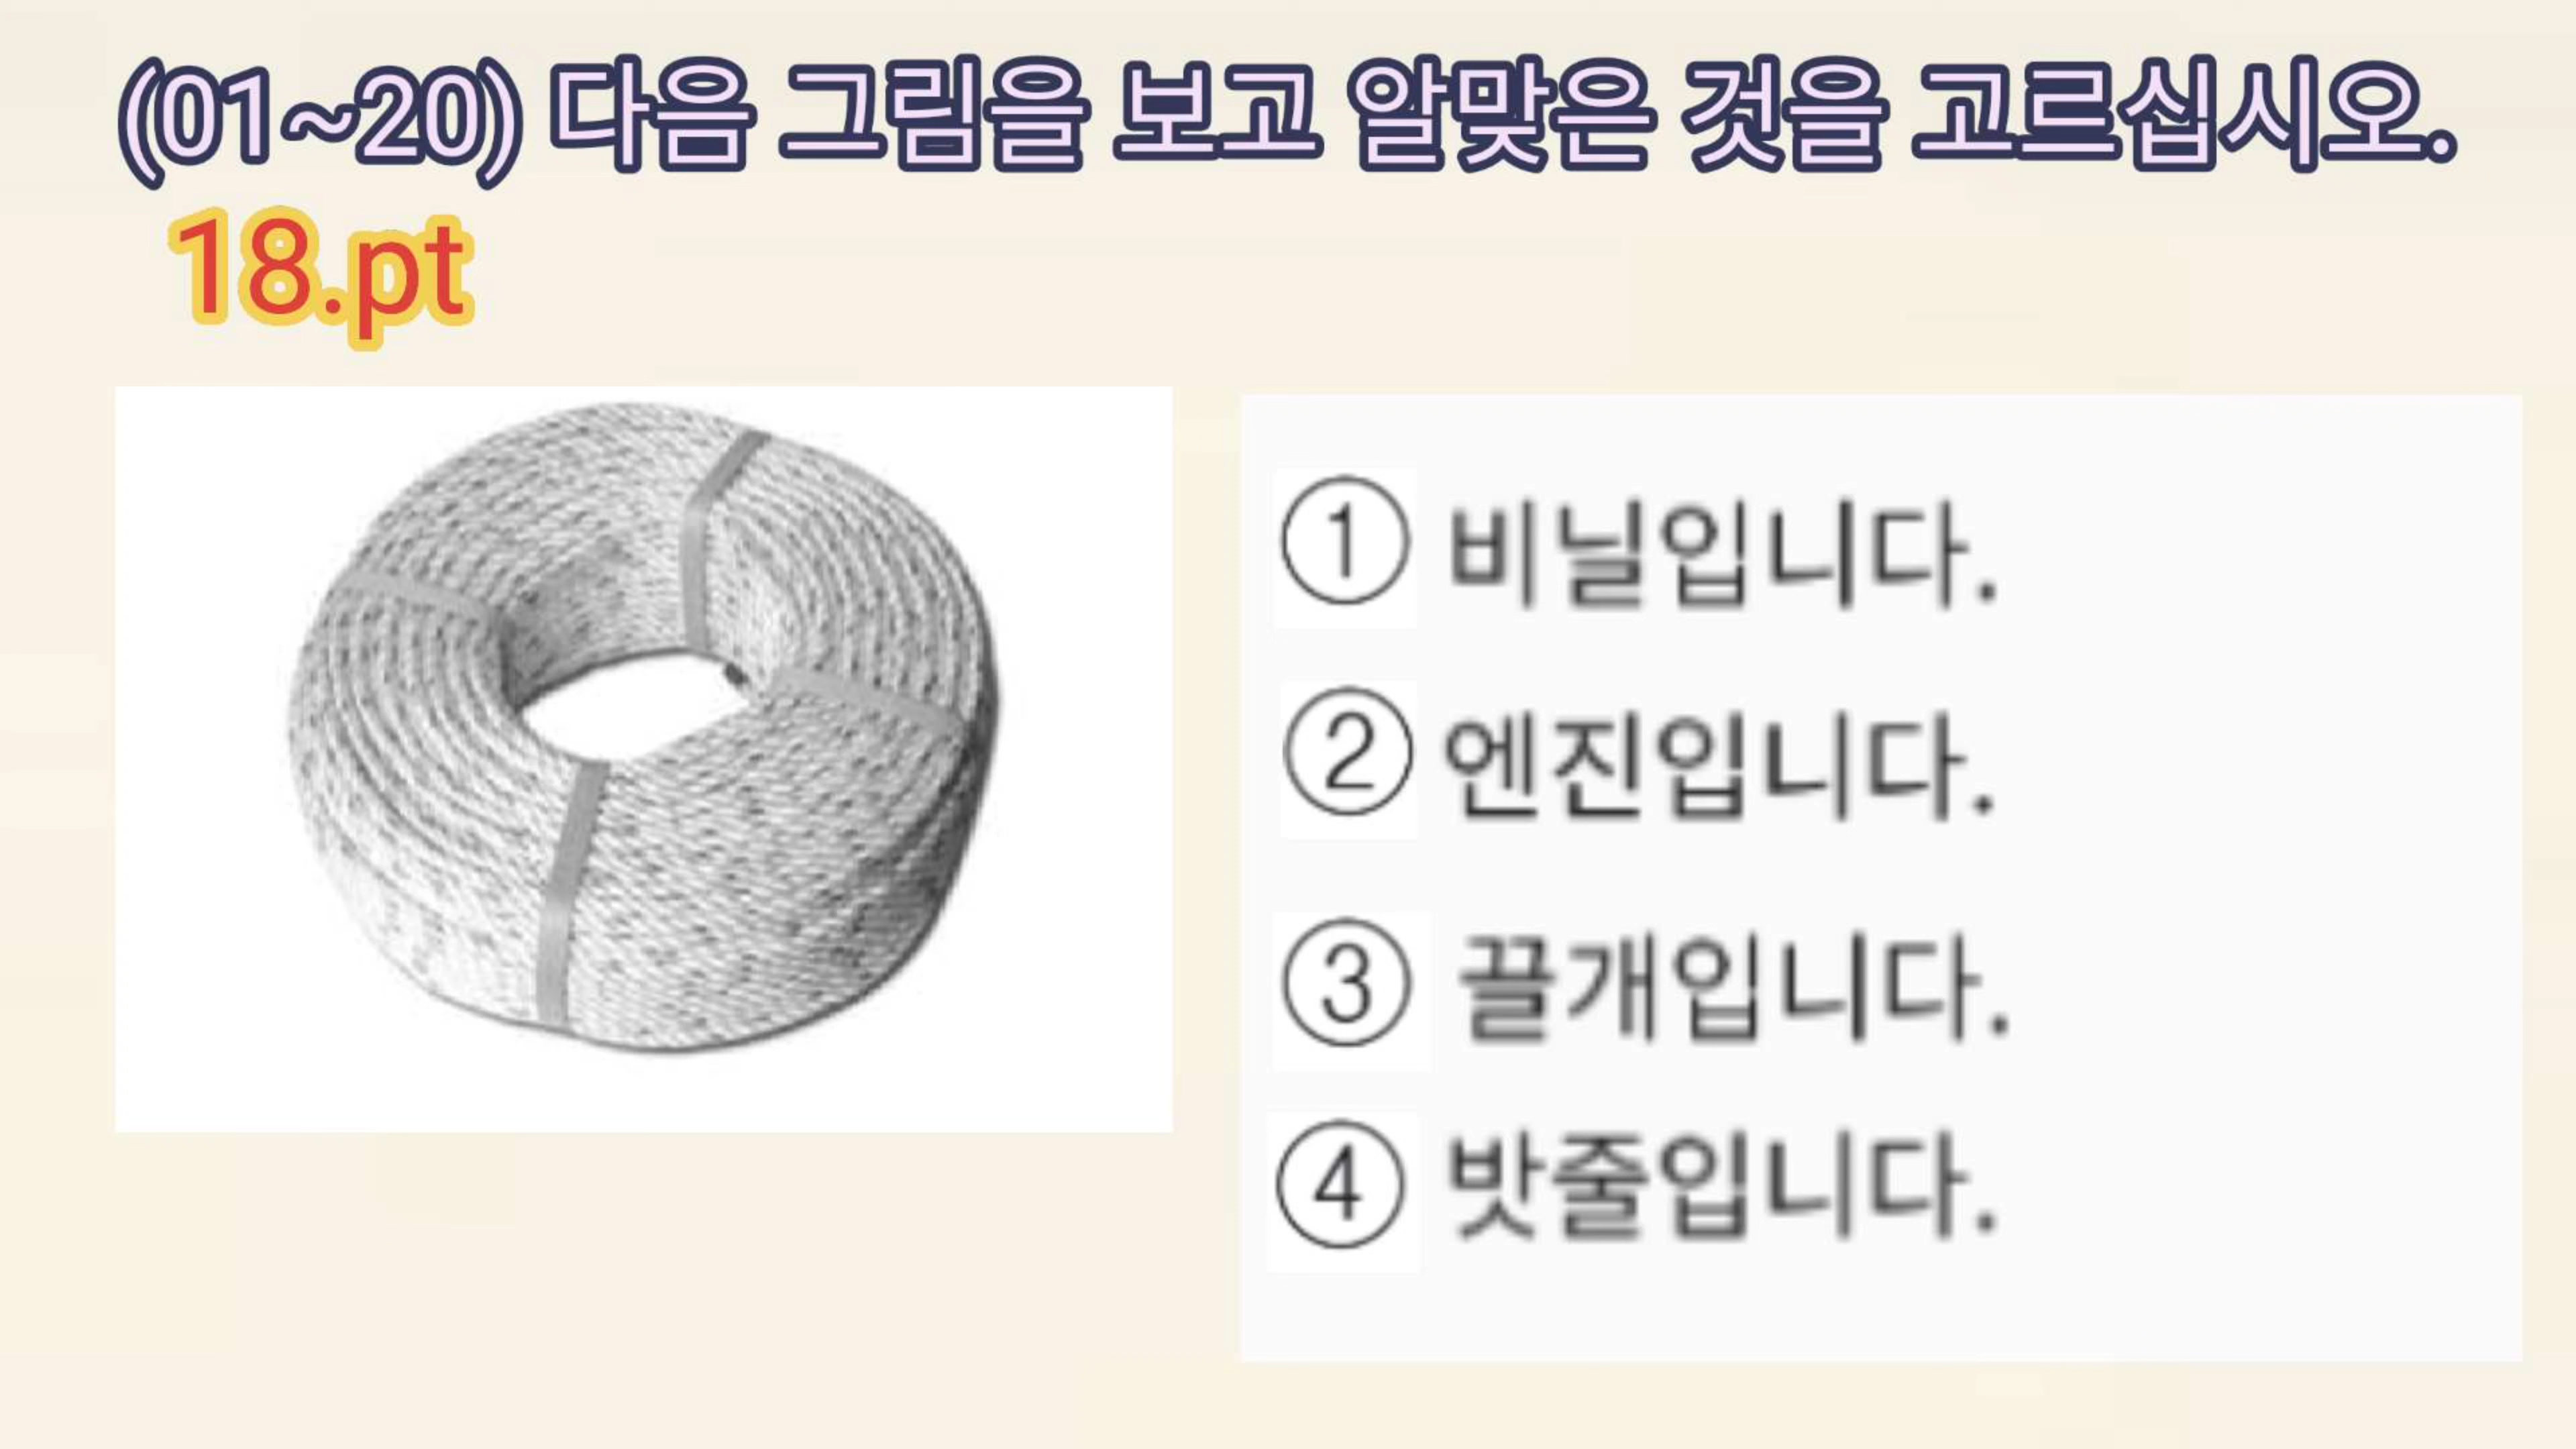 (01~20) 다음 그림을 보고 알맞은 것을 고르십시오.
18.pt
① 비닐입니다.
② 엔진입니다.
③ 끌개입니다.
④ 밧줄입니다.